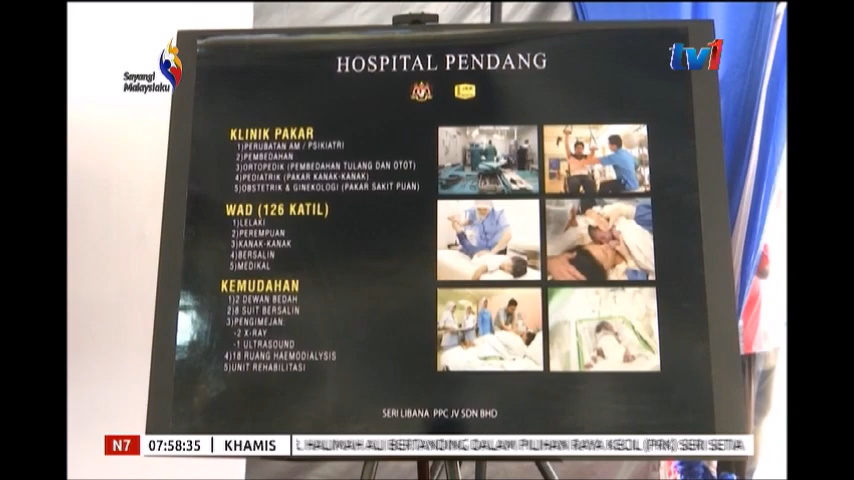 Sayangi
Malaysiaku
tv1
HOSPITAL PENDANG
KLINIK PAKAR
1)PERUBATAN AM / PSIKIATRI
2)PEMBEDAHAN
3)ORTOPEDIK (PEMBEDAHAN TULANG DAN OTOT)
4)PEDIATRIK (PAKAR KANAK-KANAK)
5)OBSTETRIK & GINEKOLOGI (PAKAR SAKIT PUAN)
WAD (126 KATIL)
1)LELAKI
2)PEREMPUAN
3)KANAK-KANAK
4)BERSALIN
5)MEDIKAL
KEMUDAHAN
1)2 DEWAN BEDAH
2)8 SUIT BERSALIN
3)PENGIMEJAN:
-2 X-RAY
-1 ULTRASOUND
4)18 RUANG HAEMODIALYSIS
5)UNIT REHABILITASI
SERI LIBANA PPC JV SDN BHD
N7 07:58:35 | KHAMIS HALIMAH ALI BERTANDING DALAM PILIHAN RAYA KECIL (PRK) SERI SETIA